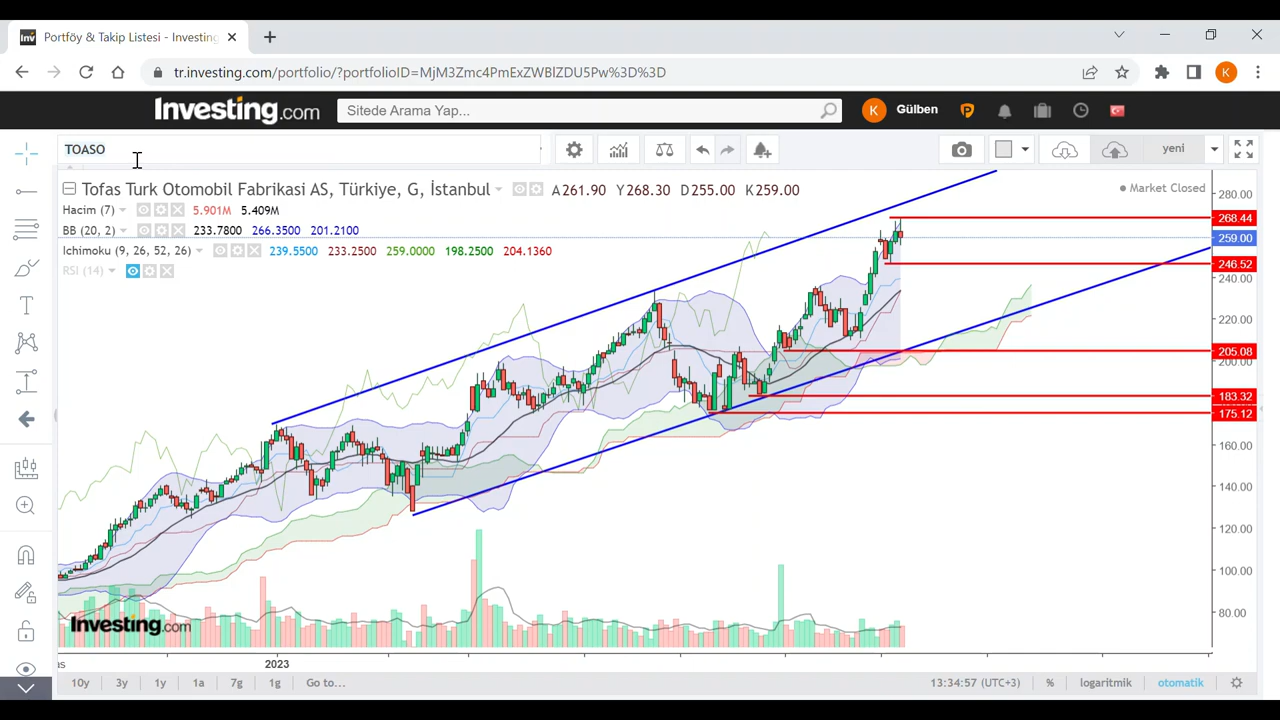 Portföy & Takip Listesi - Investing
tr.investing.com/portfolio/?portfolioID=MjM3Zmc4PmExZWBlZDU5Pw%3D%3D
K
Investing.com
Sitede Arama Yap...
K
Gülben
TOASO
yeni
Tofas Turk Otomobil Fabrikasi AS, Türkiye, G, İstanbul A261.90 Y268.30 D255.00 K259.00
Market Closed
Hacim (7) 5.901M 5.409M
BB (20, 2) 233.7800 266.3500 201.2100
Ichimoku (9, 26, 52, 26) 239.5500 233.2500 259.0000 198.2500 204.1360
RSI (14)
280.00
268.44
259.00
246.52
240.00
220.00
205.08
200.00
183.32
175.12
160.00
140.00
120.00
100.00
80.00
Investing.com
2023
10y 3y 1y 1a 7g 1g Go to... 13:34:57 (UTC+3) % logaritmik otomatik